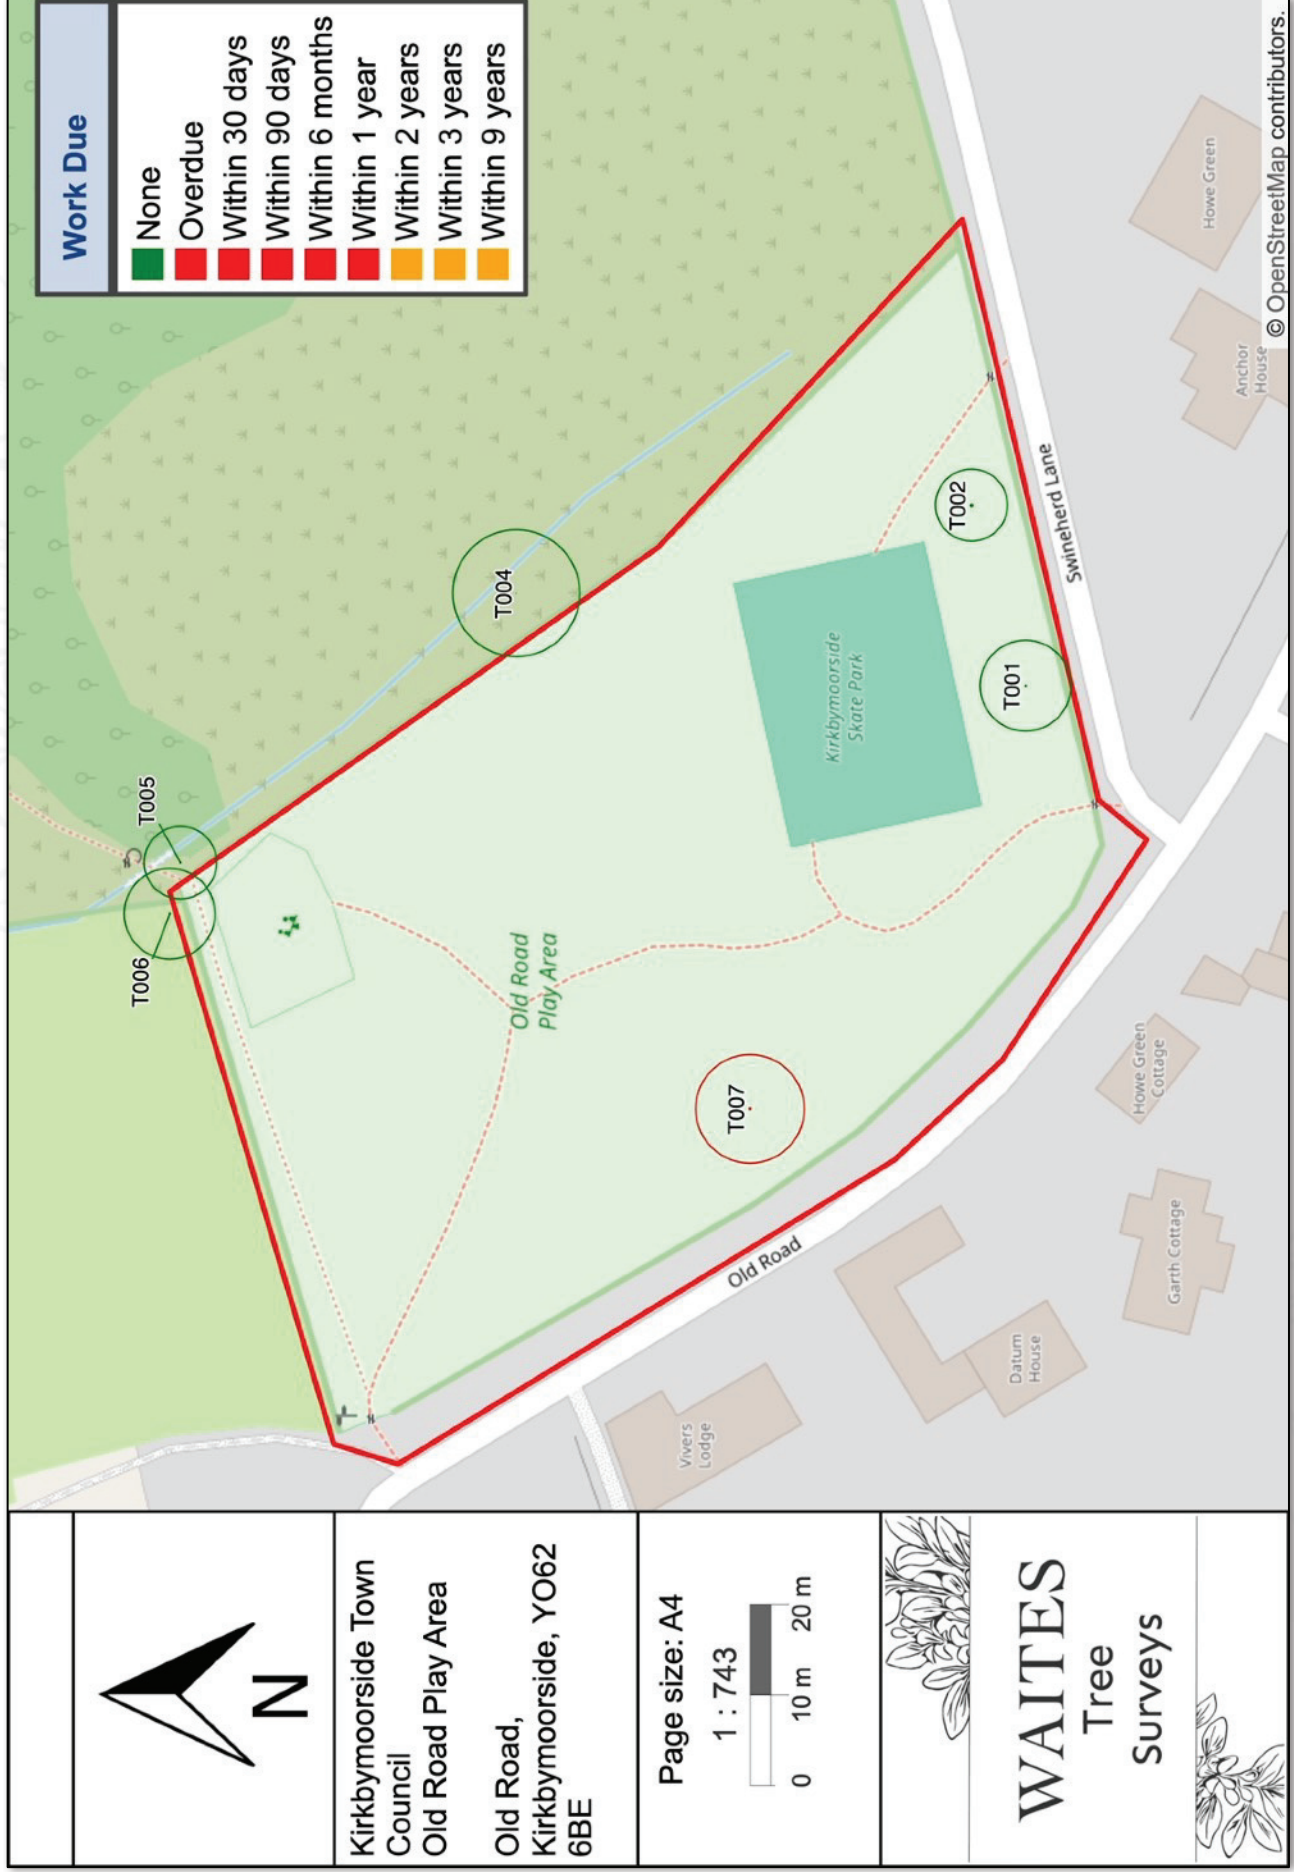 Work Due
None
Overdue
Within 30 days
Within 90 days
Within 6 months
Within 1 year
Within 2 years
Within 3 years
Within 9 years
T005
T006
T004
T002
T001
T007
Kirkbymoorside
Skate Park
Old Road
Play Area
Swineherd Lane
Old Road
Howe Green
Anchor
House
Howe Green
Cottage
Garth Cottage
Datum
House
Vivers
Lodge
© OpenStreetMap contributors.
N
Kirkbymoorside Town
Council
Old Road Play Area
Old Road,
Kirkbymoorside, YO62
6BE
Page size: A4
1 : 743
0 10 m 20 m
WAITES
Tree
Surveys